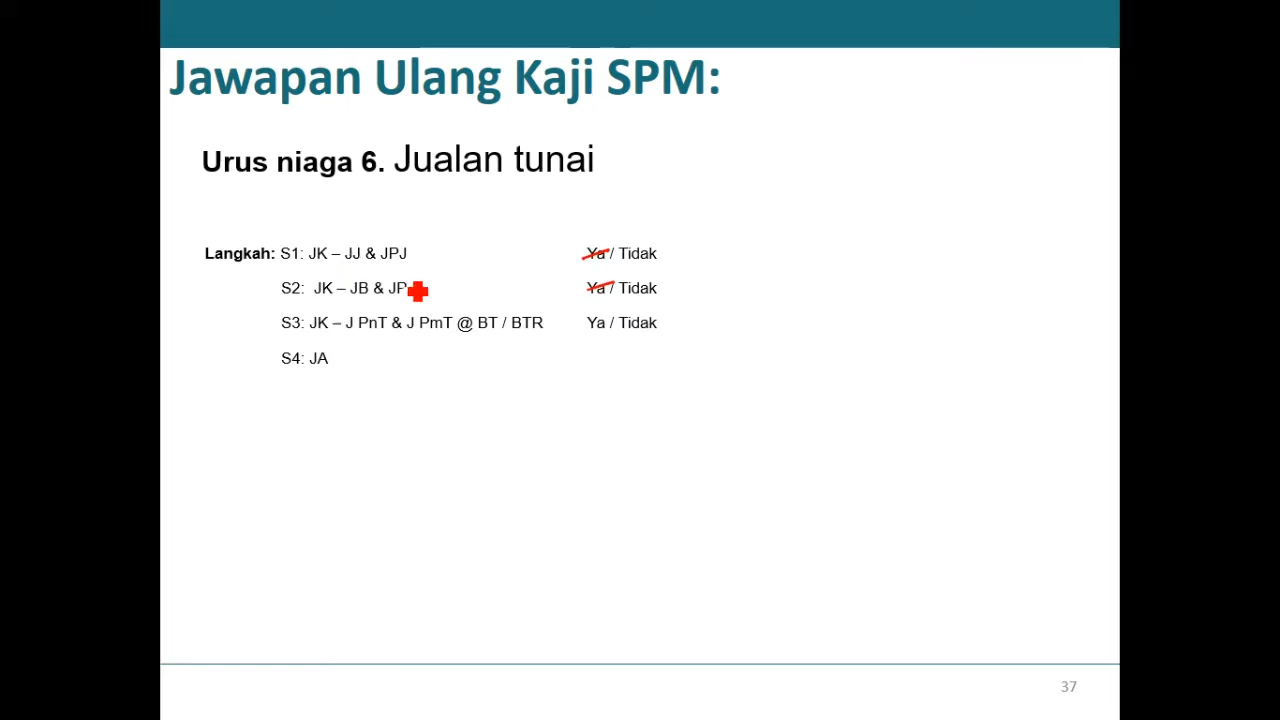 Jawapan Ulang Kaji SPM:
Urus niaga 6. Jualan tunai
Langkah: S1: JK – JJ & JPJ Ya / Tidak
S2: JK – JB & JP Ya / Tidak
S3: JK – J PnT & J PmT @ BT / BTR Ya / Tidak
S4: JA
37